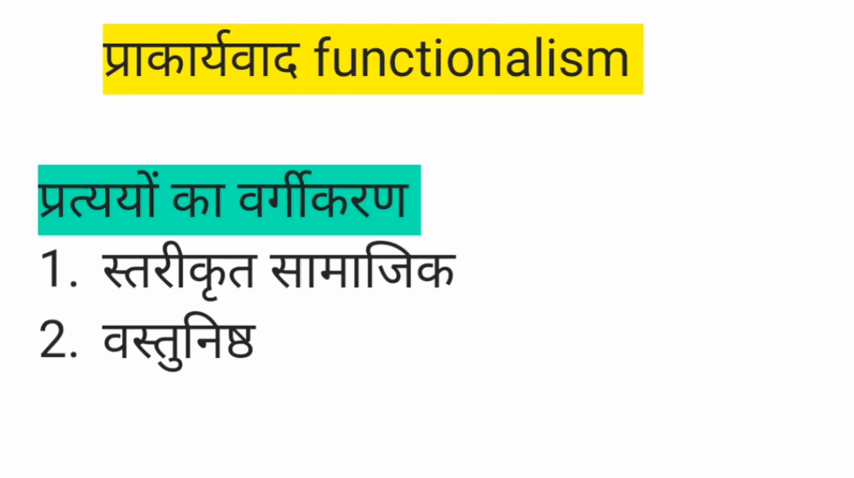 प्राकार्यवाद functionalism
प्रत्ययों का वर्गीकरण
1. स्तरीकृत सामाजिक
2. वस्तुनिष्ठ